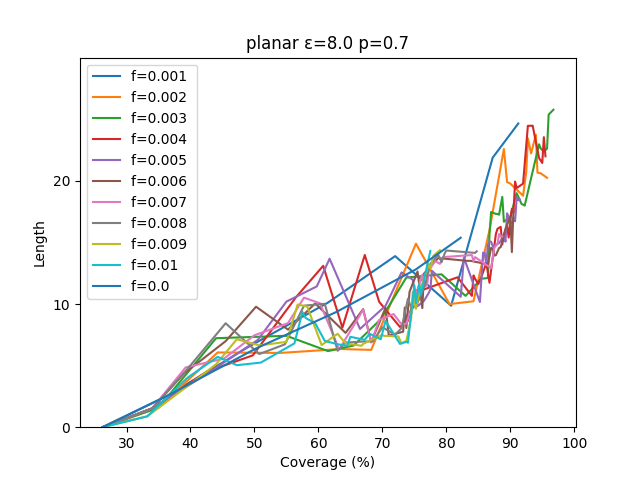 planar ε=8.0 p=0.7
f=0.001
f=0.002
f=0.003
f=0.004
f=0.005
f=0.006
f=0.007
f=0.008
f=0.009
f=0.01
f=0.0
Length
20
10
0
30 40 50 60 70 80 90 100
Coverage (%)